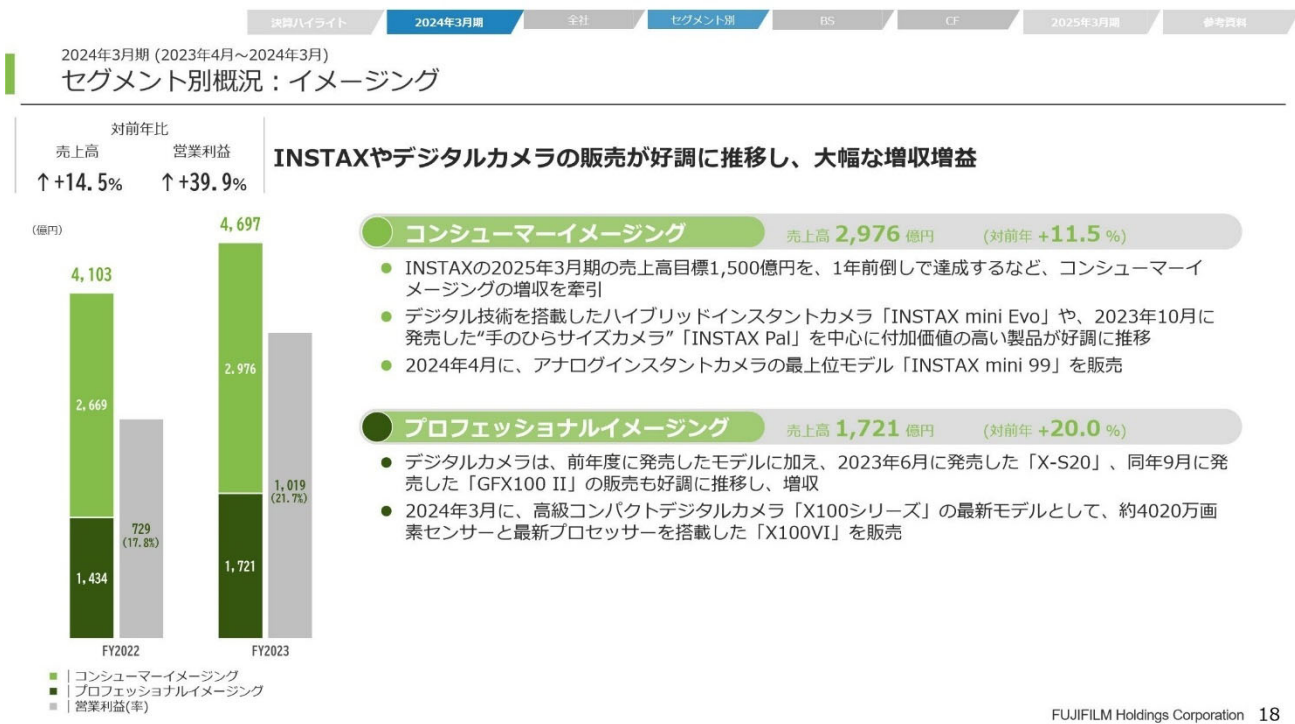 決算ハイライト
2024年3月期
全社
セグメント別
BS
CF
2025年3月期
参考資料
2024年3月期 (2023年4月～2024年3月)
セグメント別概況：イメージング
対前年比
売上高
営業利益
↑+14.5%
↑+39.9%
INSTAXやデジタルカメラの販売が好調に推移し、大幅な増収増益
（億円）
4,103
2,669
1,434
729
(17.8%)
FY2022
4,697
2,976
1,721
1,019
(21.7%)
FY2023
■｜コンシューマーイメージング
■｜プロフェッショナルイメージング
■｜営業利益(率)
コンシューマーイメージング 売上高 2,976 億円 (対前年 +11.5 %)
● INSTAXの2025年3月期の売上高目標1,500億円を、1年前倒しで達成するなど、コンシューマーイ
メージングの増収を牽引
● デジタル技術を搭載したハイブリッドインスタントカメラ「INSTAX mini Evo」や、2023年10月に
発売した“手のひらサイズカメラ”「INSTAX Pal」を中心に付加価値の高い製品が好調に推移
● 2024年4月に、アナログインスタントカメラの最上位モデル「INSTAX mini 99」を販売
プロフェッショナルイメージング 売上高 1,721 億円 (対前年 +20.0 %)
● デジタルカメラは、前年度に発売したモデルに加え、2023年6月に発売した「X-S20」、同年9月に発
売した「GFX100 II」の販売も好調に推移し、増収
● 2024年3月に、高級コンパクトデジタルカメラ「X100シリーズ」の最新モデルとして、約4020万画
素センサーと最新プロセッサーを搭載した「X100VI」を販売
FUJIFILM Holdings Corporation 18